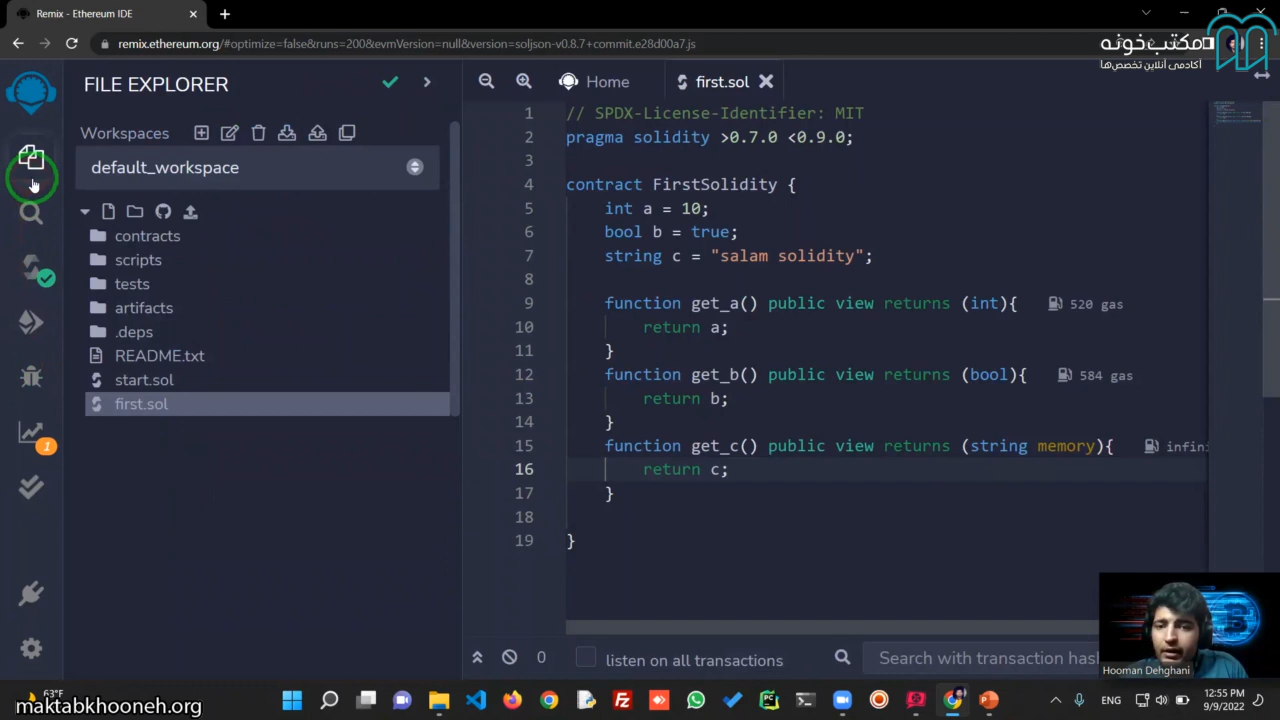 Remix - Ethereum IDE
remix.ethereum.org/#optimize=false&runs=200&evmVersion=null&version=soljson-v0.8.7+commit.e28d00a7.js
مکتب‌خونه
آکادمی آنلاین تخصص‌ها
FILE EXPLORER
Home
first.sol
Workspaces
default_workspace
contracts
scripts
tests
artifacts
.deps
README.txt
start.sol
first.sol
1
1 // SPDX-License-Identifier: MIT
2 pragma solidity >0.7.0 <0.9.0;
3
4 contract FirstSolidity {
5 int a = 10;
6 bool b = true;
7 string c = "salam solidity";
8
9 function get_a() public view returns (int){ 520 gas
10 return a;
11 }
12 function get_b() public view returns (bool){ 584 gas
13 return b;
14 }
15 function get_c() public view returns (string memory){ infini
16 return c;
17 }
18
19 }
0 listen on all transactions Search with transaction hash
Hooman Dehghani
63°F
maktabkhooneh.org
ENG
12:55 PM
9/9/2022